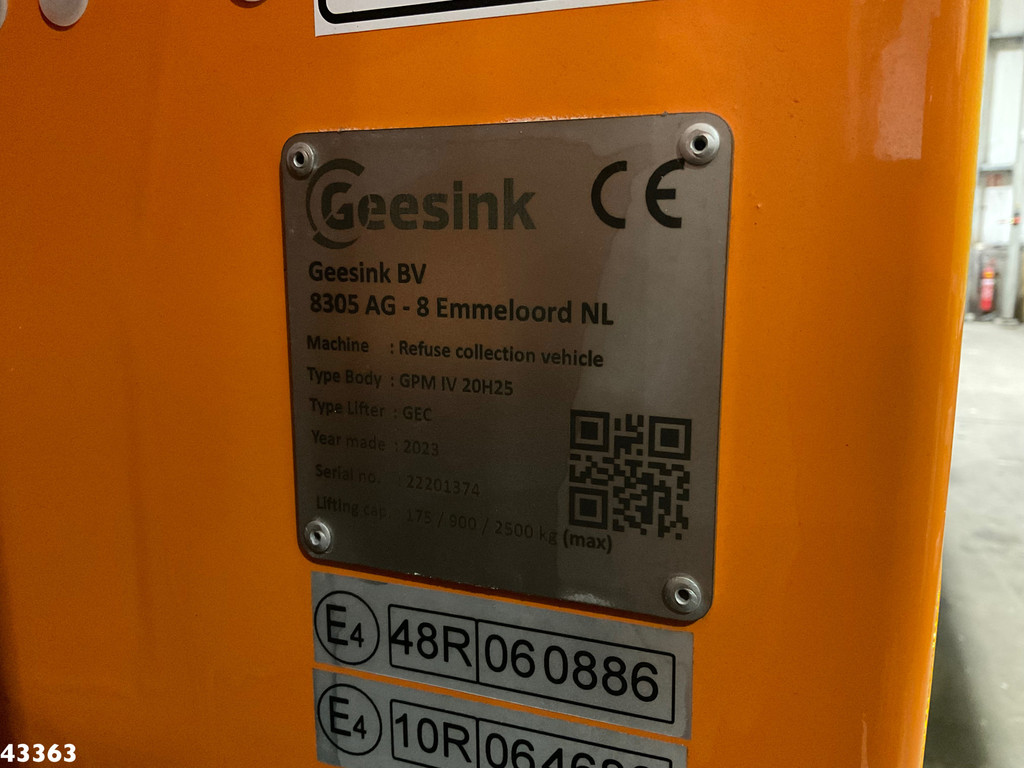 Geesink CE
Geesink BV
8305 AG - 8 Emmeloord NL
Machine : Refuse collection vehicle
Type Body : GPM IV 20H25
Type Lifter : GEC
Year made : 2023
Serial no. : 22201374
Lifting cap. : 175 / 900 / 2500 kg (max)
E4 48R 060886
E4 10R
43363